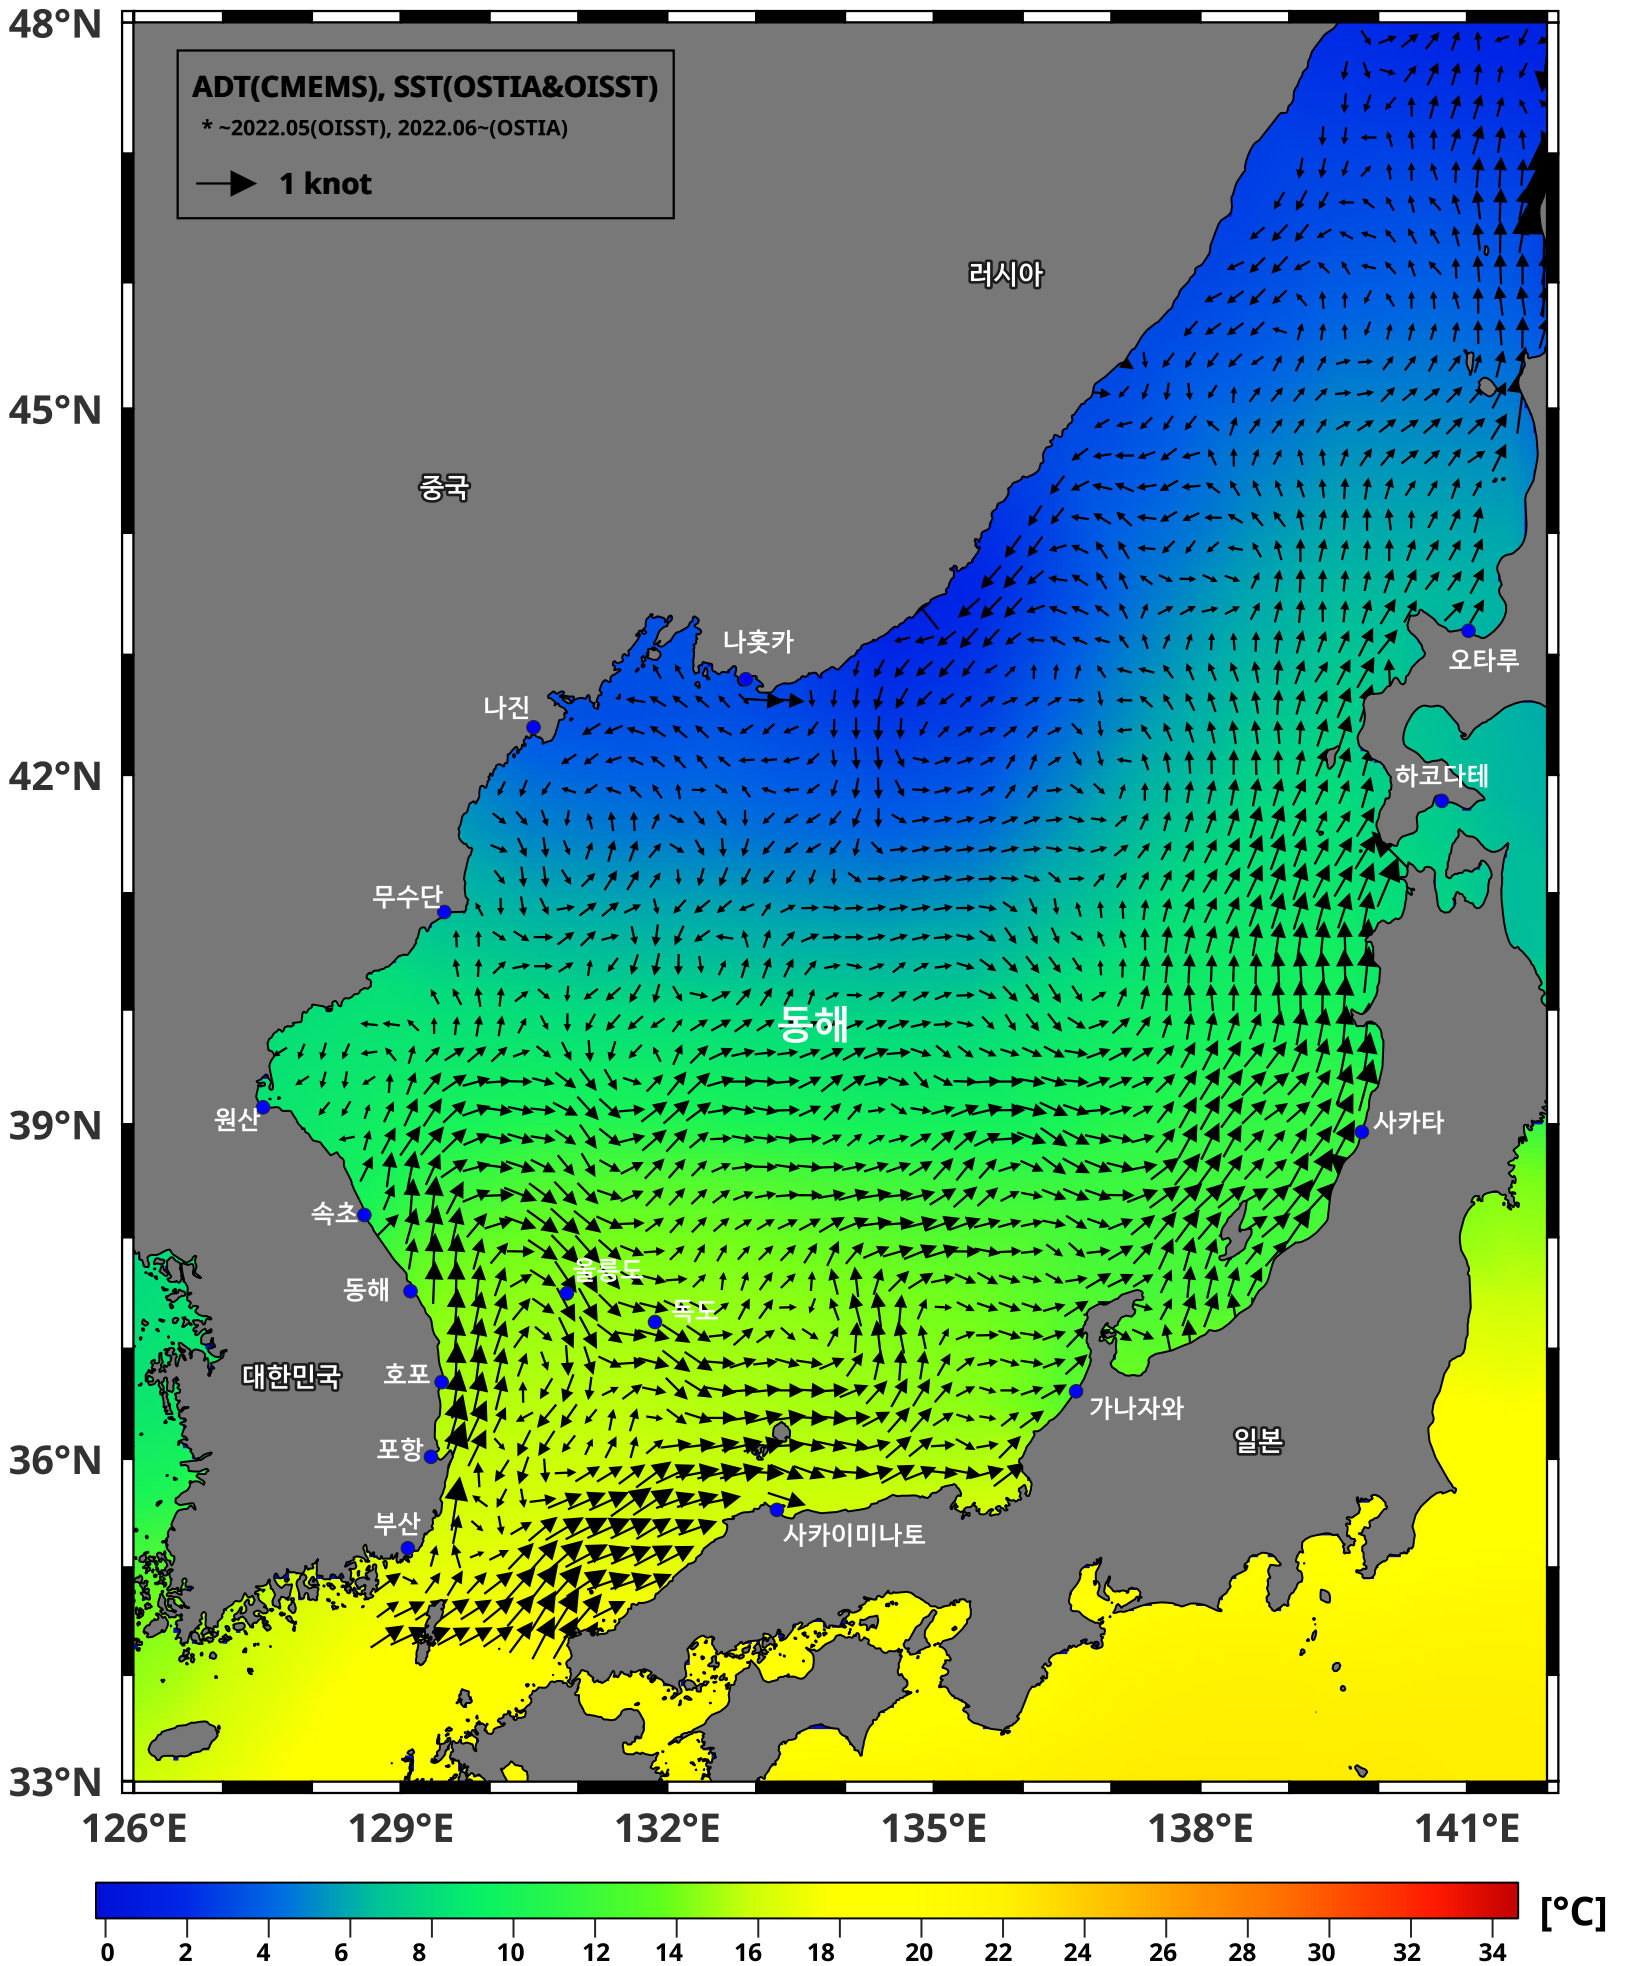 48°N
ADT(CMEMS), SST(OSTIA&OISST)
* ~2022.05(OISST), 2022.06~(OSTIA)
1 knot
러시아
45°N
중국
나홋카
오타루
나진
42°N
하코다테
무수단
동해
39°N
원산
사카타
속초
동해
울릉도
독도
대한민국
호포
가나자와
일본
36°N
포항
부산
사카이미나토
33°N
126°E 129°E 132°E 135°E 138°E 141°E
[°C]
0 2 4 6 8 10 12 14 16 18 20 22 24 26 28 30 32 34